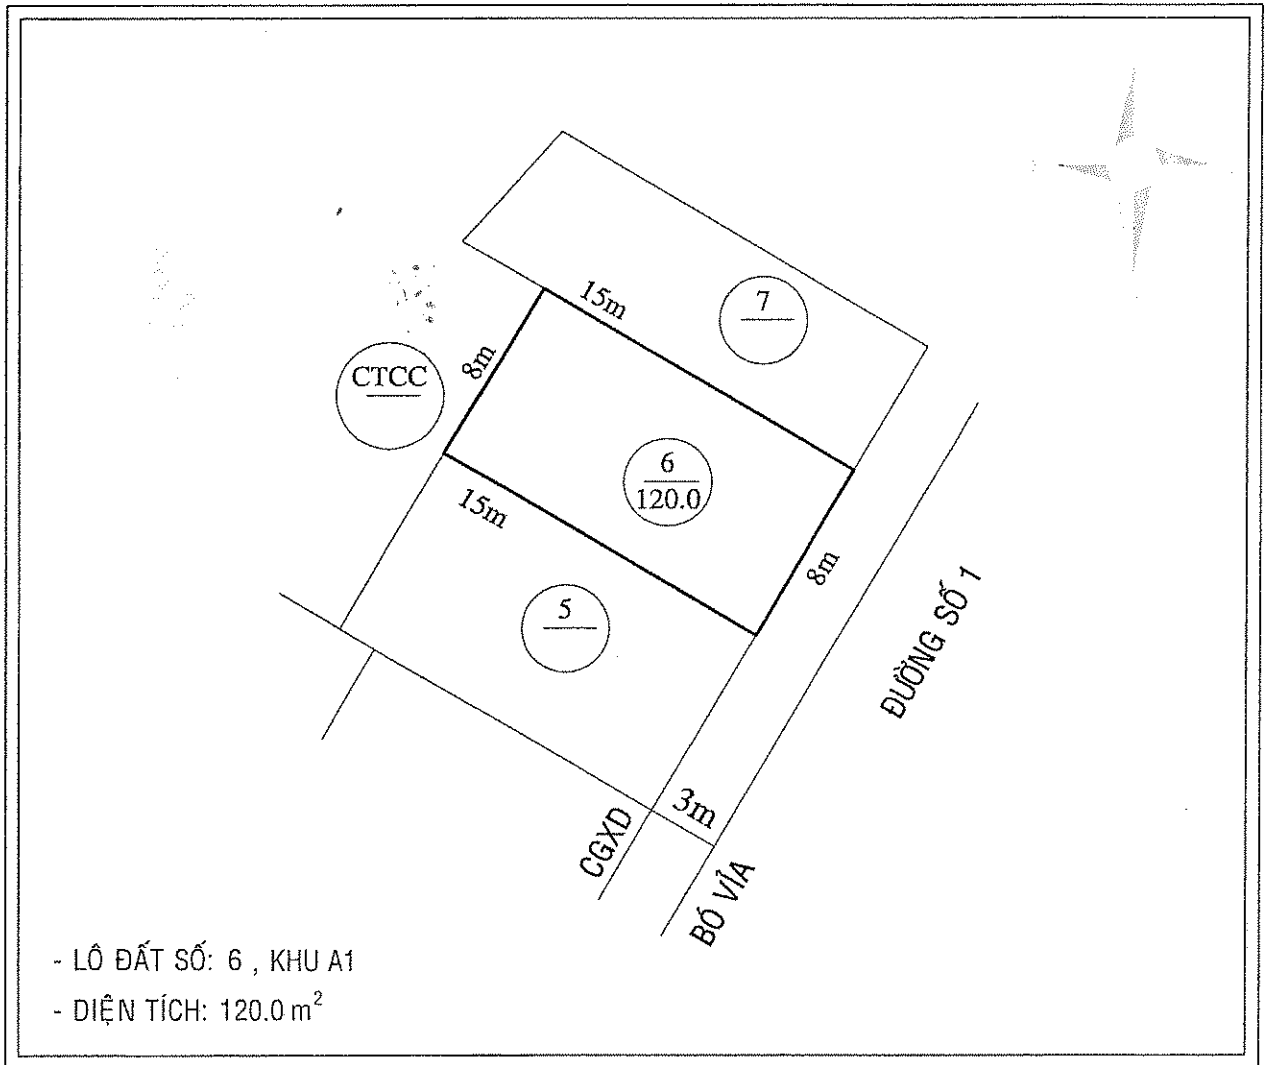 15m
7
8m
CTCC
6
120.0
15m
8m
5
ĐƯỜNG SỐ 1
3m
CGXD
BÓ VỈA
- LÔ ĐẤT SỐ: 6 , KHU A1
- DIỆN TÍCH: 120.0 m²